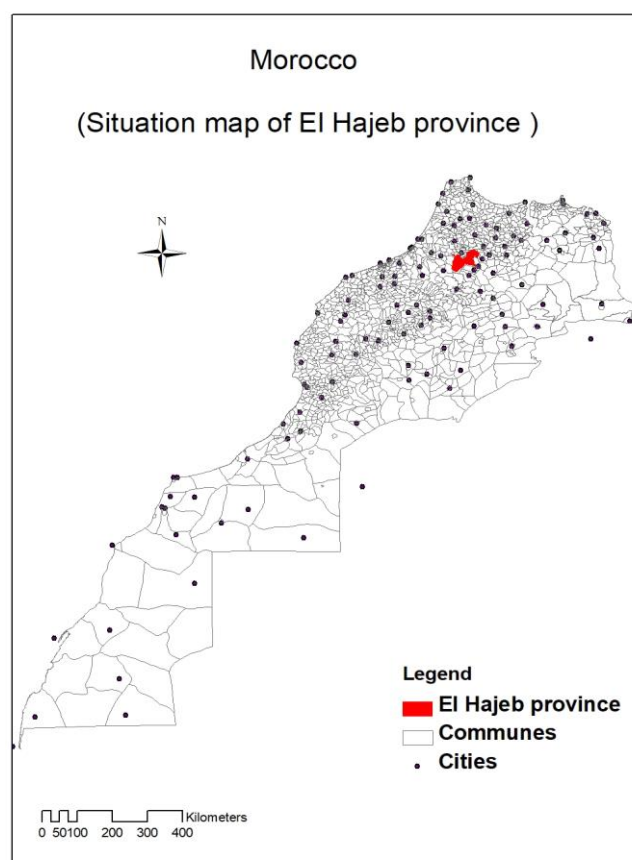 Morocco
(Situation map of El Hajeb province )
N
Legend
El Hajeb province
Communes
Cities
Kilometers
0 50100 200 300 400